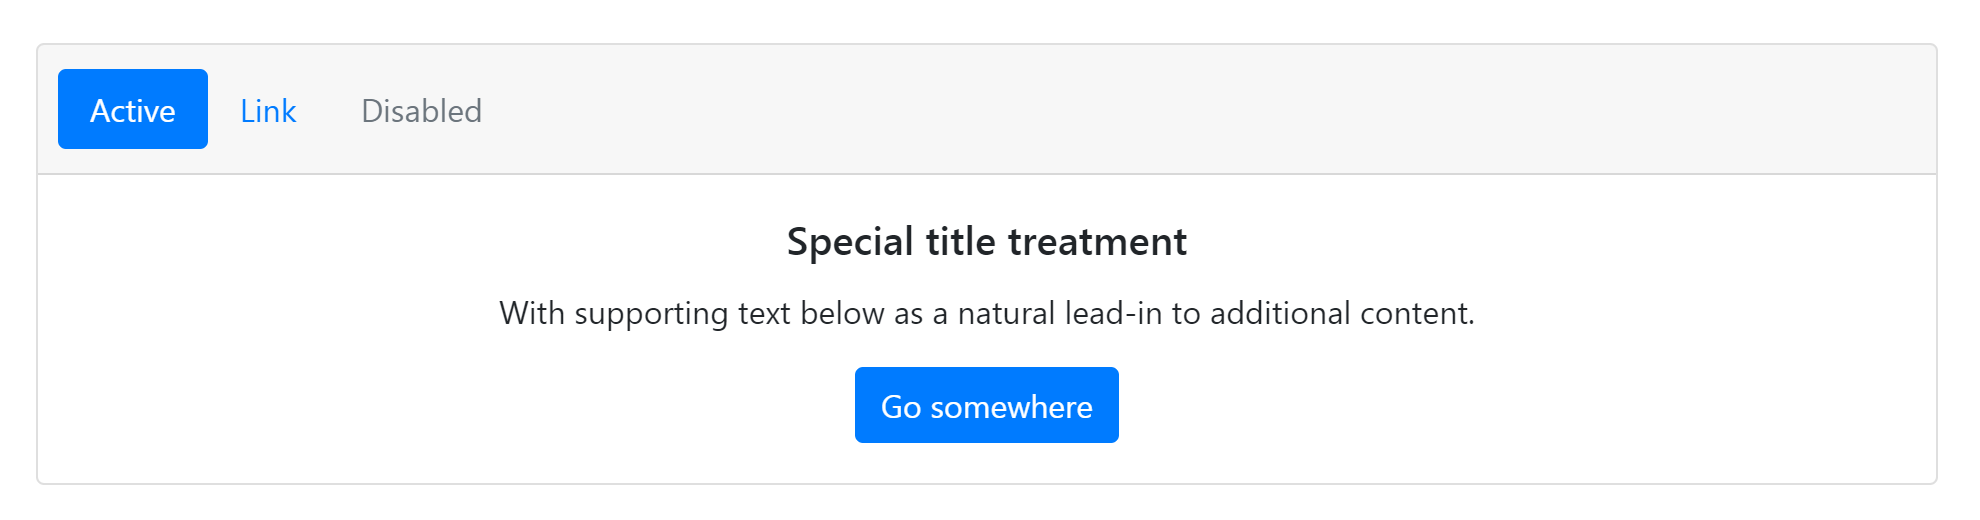 Active Link Disabled
Special title treatment
With supporting text below as a natural lead-in to additional content.
Go somewhere